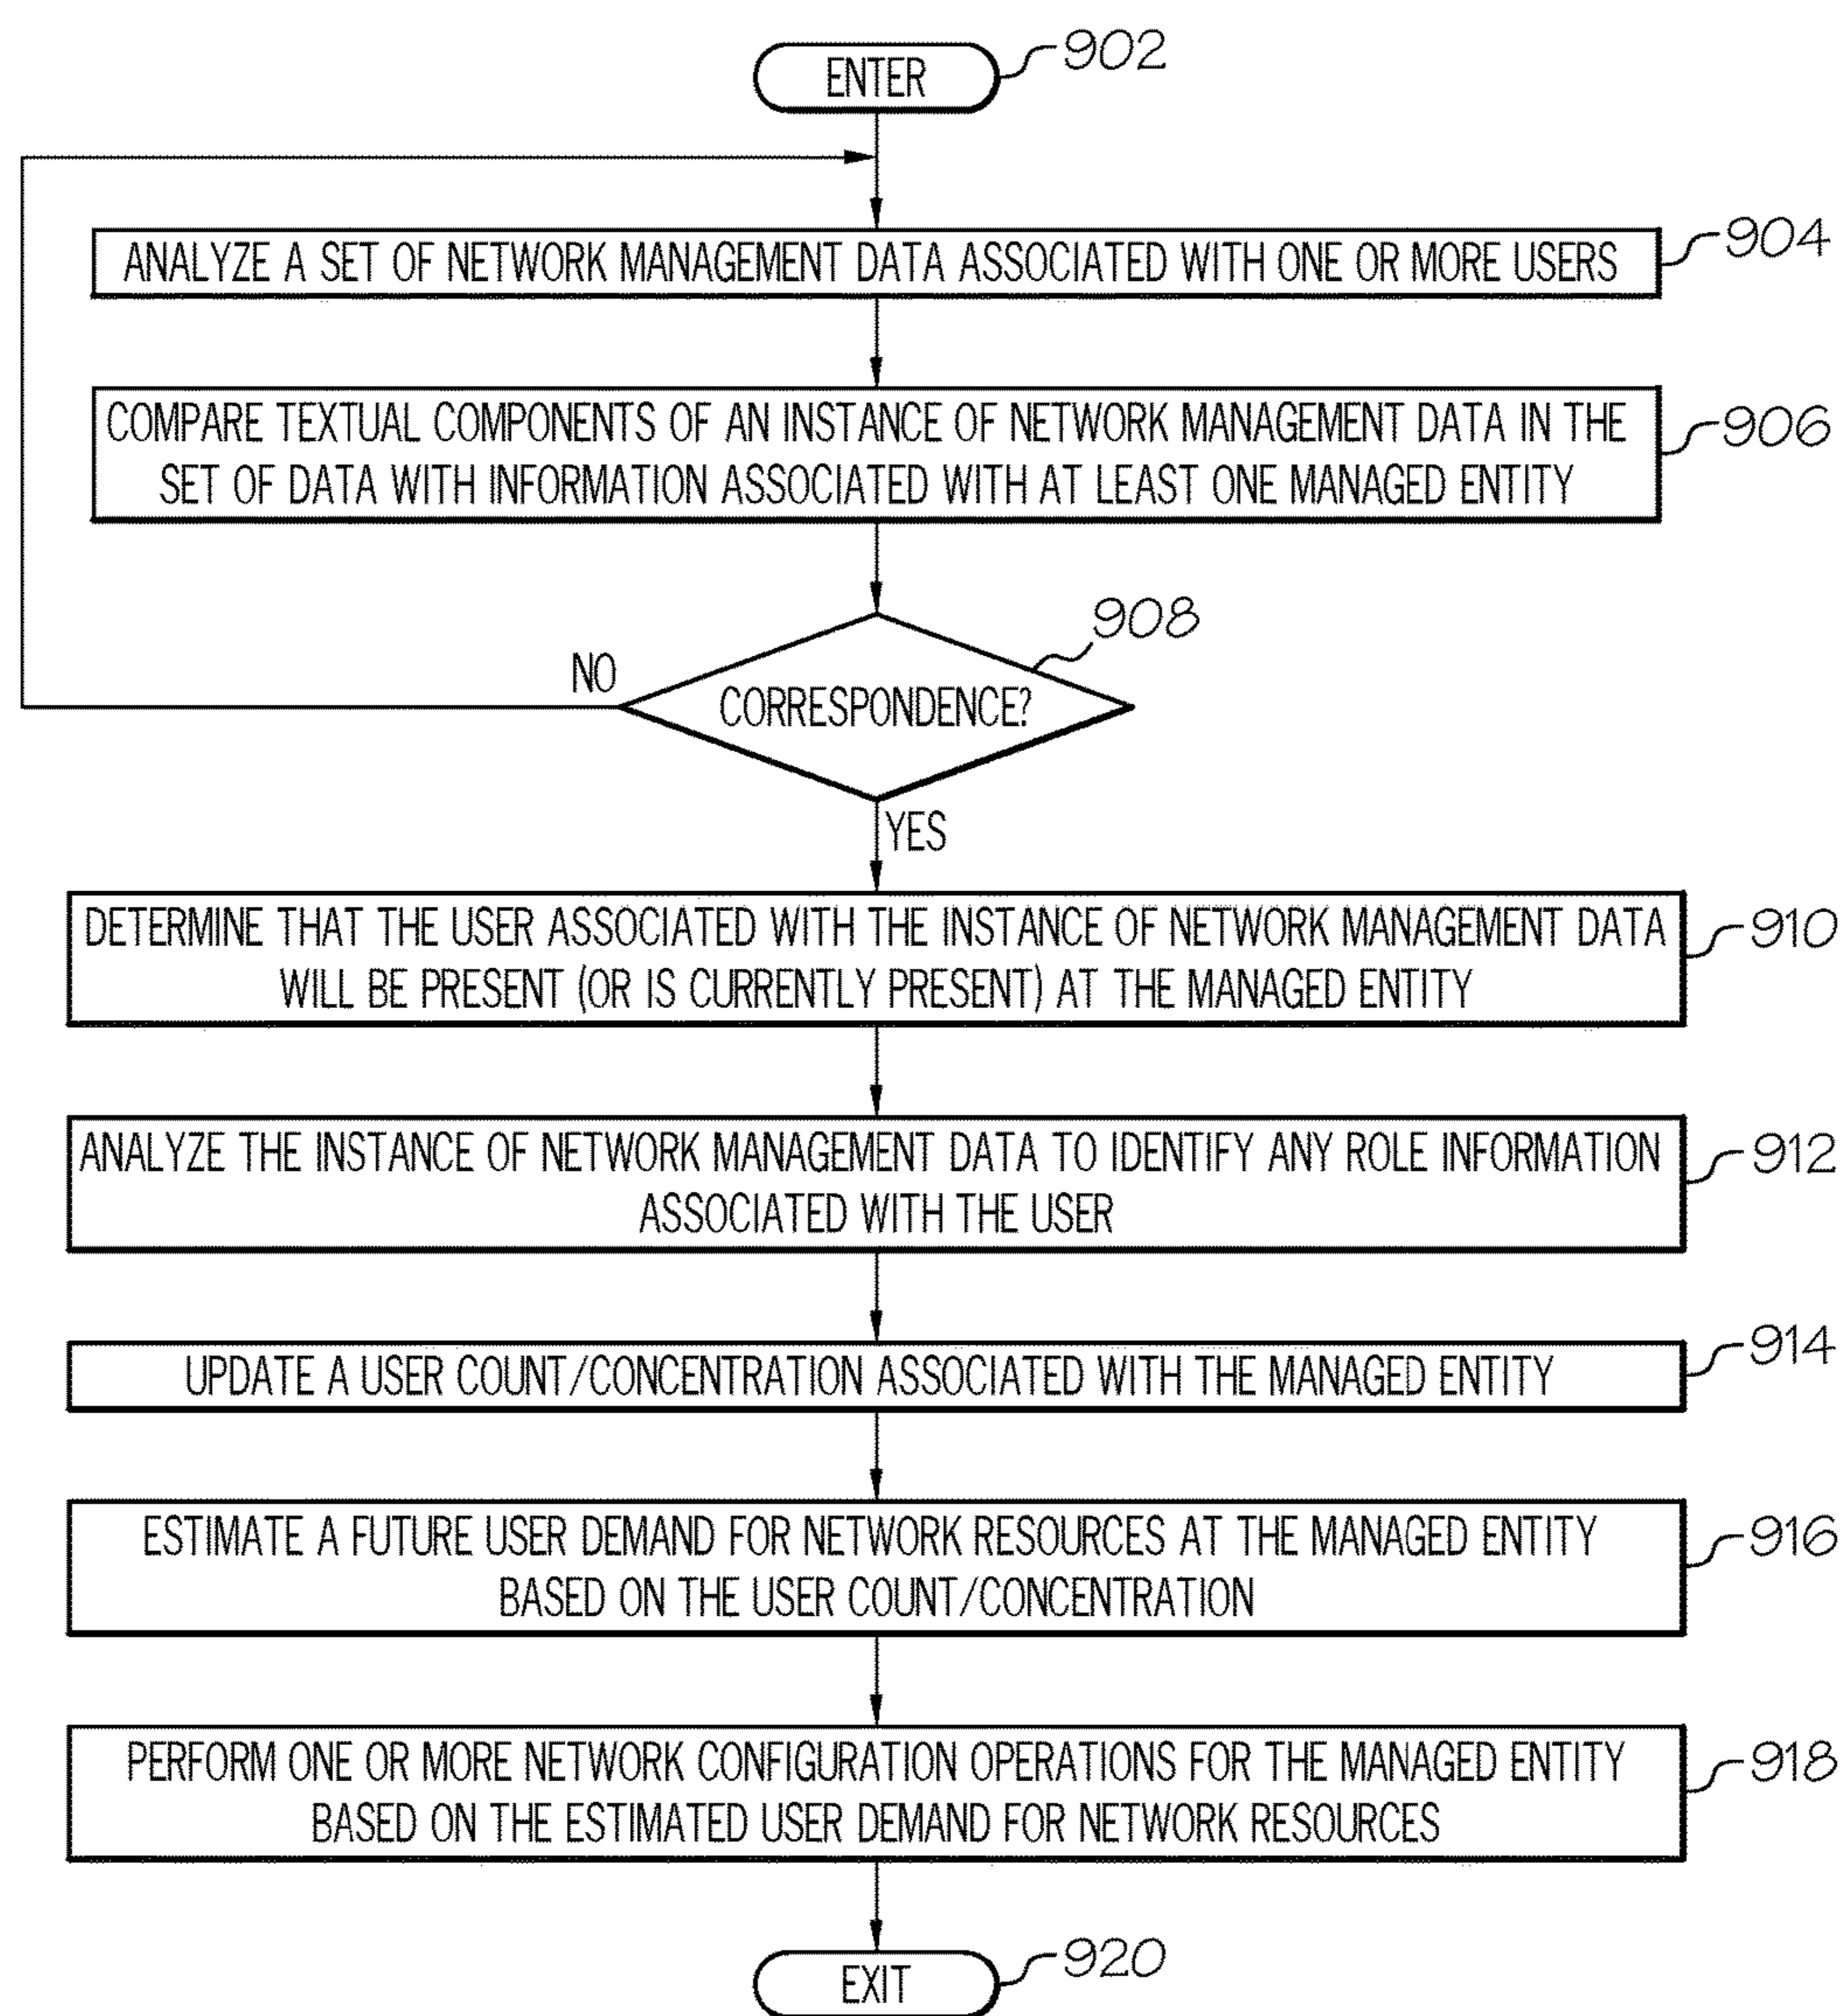 ENTER
902
ANALYZE A SET OF NETWORK MANAGEMENT DATA ASSOCIATED WITH ONE OR MORE USERS
904
COMPARE TEXTUAL COMPONENTS OF AN INSTANCE OF NETWORK MANAGEMENT DATA IN THE
SET OF DATA WITH INFORMATION ASSOCIATED WITH AT LEAST ONE MANAGED ENTITY
906
908
NO
CORRESPONDENCE?
YES
DETERMINE THAT THE USER ASSOCIATED WITH THE INSTANCE OF NETWORK MANAGEMENT DATA
WILL BE PRESENT (OR IS CURRENTLY PRESENT) AT THE MANAGED ENTITY
910
ANALYZE THE INSTANCE OF NETWORK MANAGEMENT DATA TO IDENTIFY ANY ROLE INFORMATION
ASSOCIATED WITH THE USER
912
UPDATE A USER COUNT/CONCENTRATION ASSOCIATED WITH THE MANAGED ENTITY
914
ESTIMATE A FUTURE USER DEMAND FOR NETWORK RESOURCES AT THE MANAGED ENTITY
BASED ON THE USER COUNT/CONCENTRATION
916
PERFORM ONE OR MORE NETWORK CONFIGURATION OPERATIONS FOR THE MANAGED ENTITY
BASED ON THE ESTIMATED USER DEMAND FOR NETWORK RESOURCES
918
EXIT
920